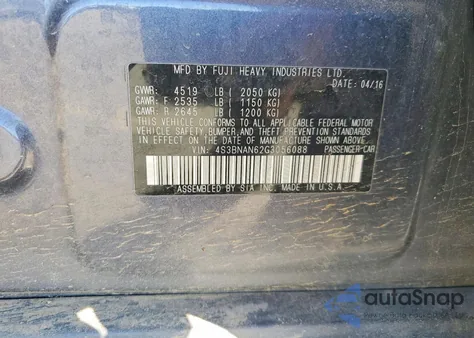 MFD BY FUJI HEAVY INDUSTRIES LTD.
DATE: 04/16
GVWR: 4519 LB ( 2050 KG)
GAWR: F 2535 LB ( 1150 KG)
GAWR: R 2645 LB ( 1200 KG)
THIS VEHICLE CONFORMS TO ALL APPLICABLE FEDERAL MOTOR
VEHICLE SAFETY, BUMPER, AND THEFT PREVENTION STANDARDS
IN EFFECT ON THE DATE OF MANUFACTURE SHOWN ABOVE.
VIN: 4S3BNAN62G3056088 PASSENGER CAR
ASSEMBLED BY SIA INC. MADE IN U.S.A.
autoSnap
www.autosnap.cc